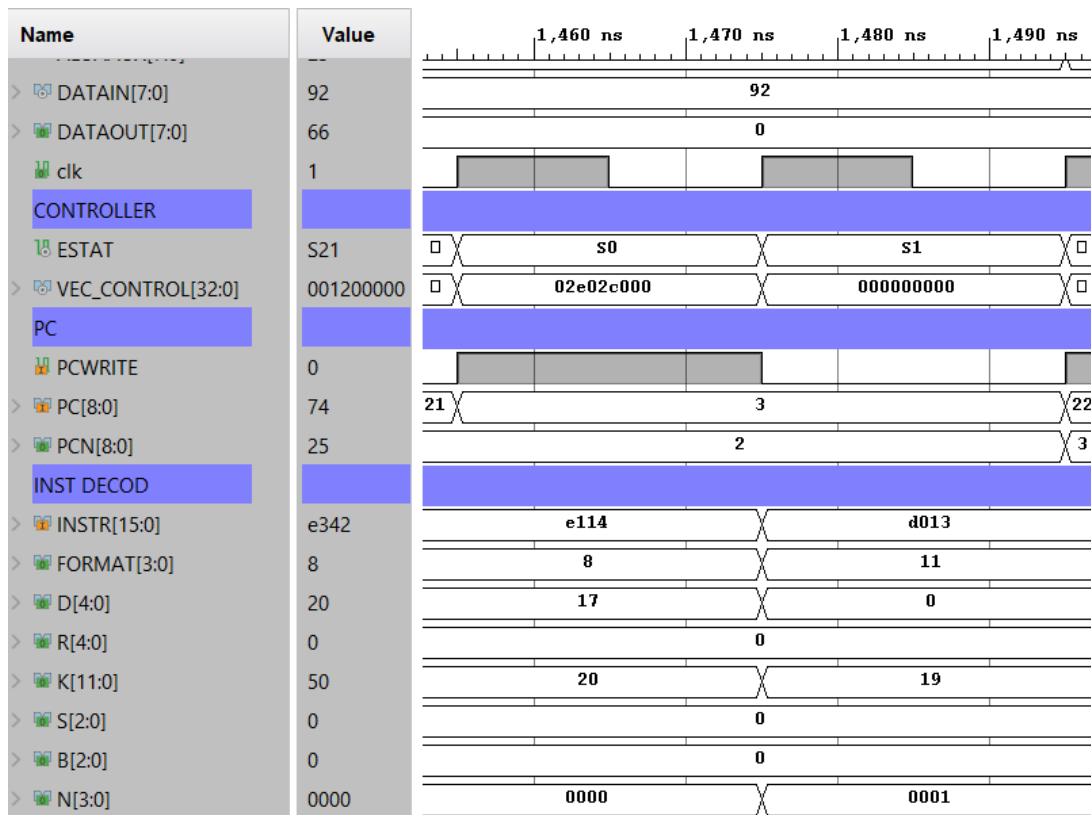 Name Value 1,460 ns 1,470 ns 1,480 ns 1,490 ns
DATAIN[7:0] 92 92
DATAOUT[7:0] 66 0
clk 1
CONTROLLER
ESTAT S21 S0 S1
VEC_CONTROL[32:0] 001200000 02e02c000 000000000
PC
PCWRITE 0
PC[8:0] 74 21 3 22
PCN[8:0] 25 2 3
INST DECOD
INSTR[15:0] e342 e114 d013
FORMAT[3:0] 8 8 11
D[4:0] 20 17 0
R[4:0] 0 0
K[11:0] 50 20 19
S[2:0] 0 0
B[2:0] 0 0
N[3:0] 0000 0000 0001